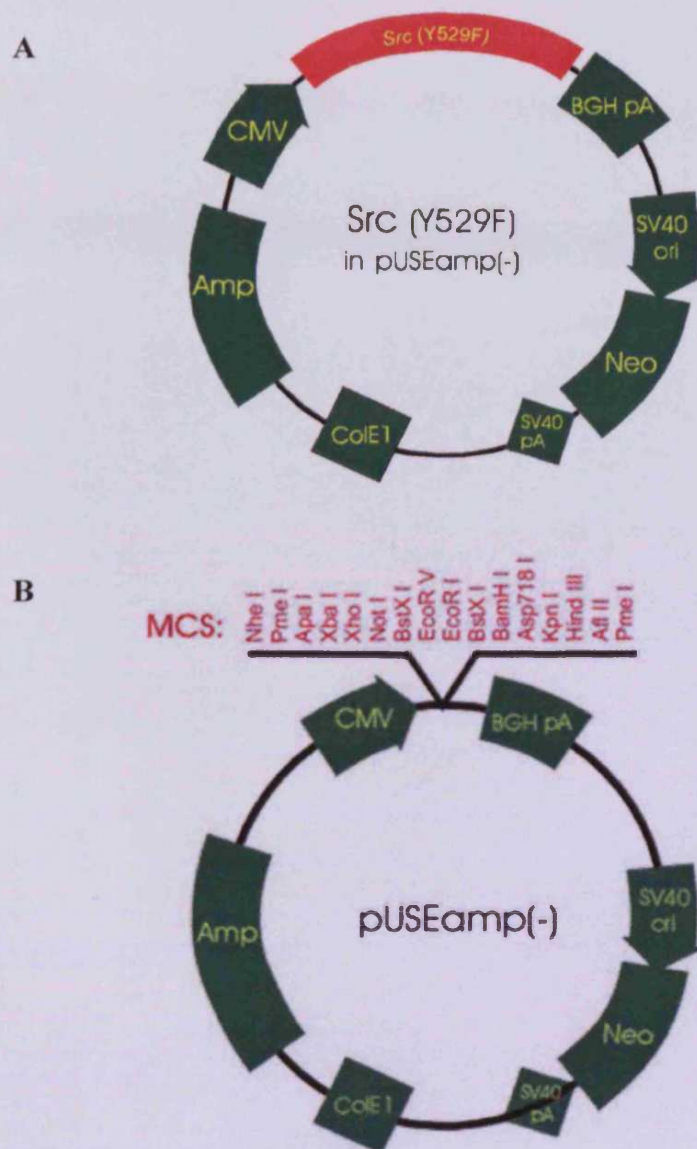 A
Src (Y529F)
CMV
BGH pA
SV40
ori
Src (Y529F)
in pUSEamp(-)
Amp
Neo
SV40
pA
ColE1
B
MCS:
Nhe I
Pme I
Apa I
Xba I
Xho I
Not I
BstX I
EcoR V
EcoR I
BstX I
BamH I
Asp718 I
Kpn I
Hind III
Afl II
Pme I
CMV
BGH pA
SV40
ori
pUSEamp(-)
Amp
Neo
SV40
pA
ColE1